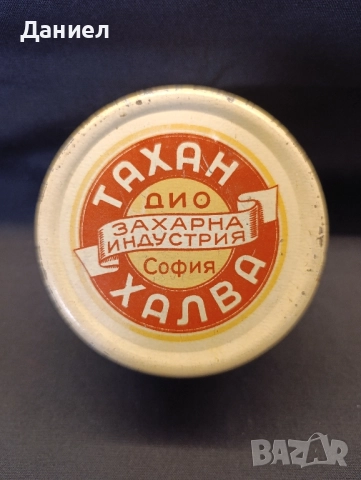 Даниел
ТАХАН
ДИО
ЗАХАРНА
ИНДУСТРИЯ
София
ХАЛВА
BAZAR